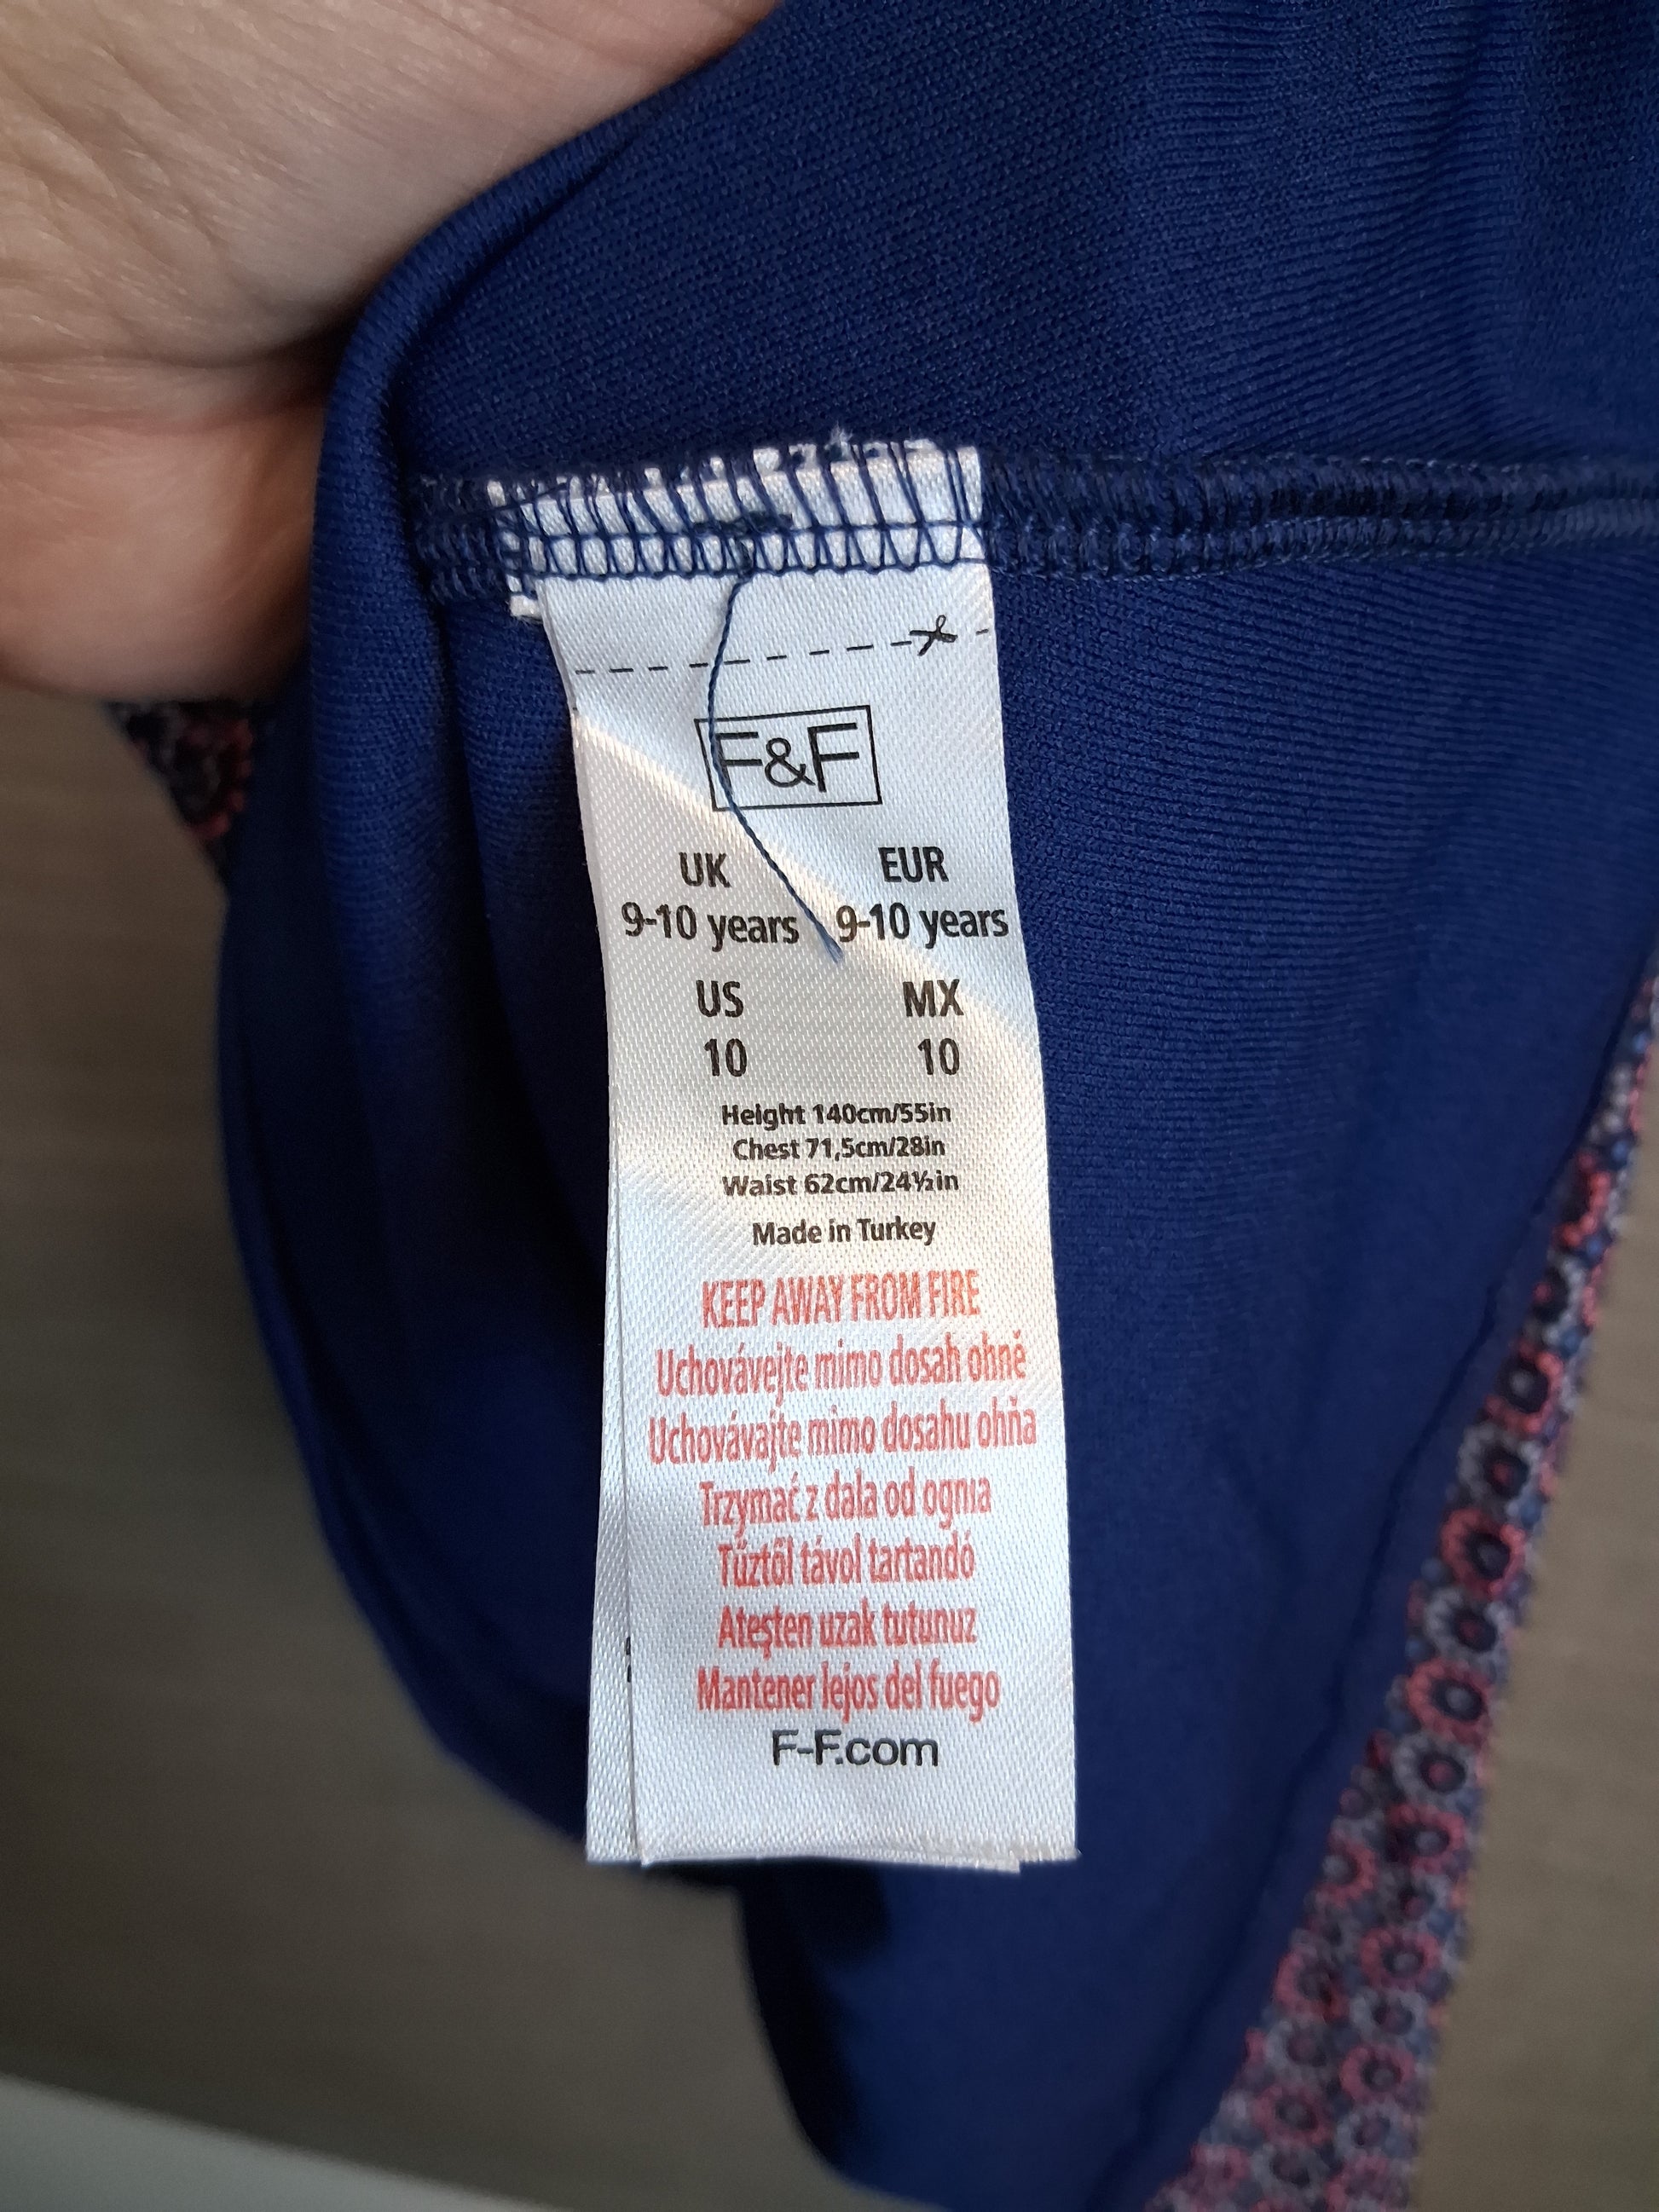 F&F
UK EUR
9-10 years 9-10 years
US MX
10 10
Height 140cm/55in
Chest 71,5cm/28in
Waist 62cm/24½in
Made in Turkey
KEEP AWAY FROM FIRE
Uchovávejte mimo dosah ohně
Uchovávajte mimo dosahu ohňa
Trzymać z dala od ognia
Tűztől távol tartandó
Ateşten uzak tutunuz
Mantener lejos del fuego
F-F.com